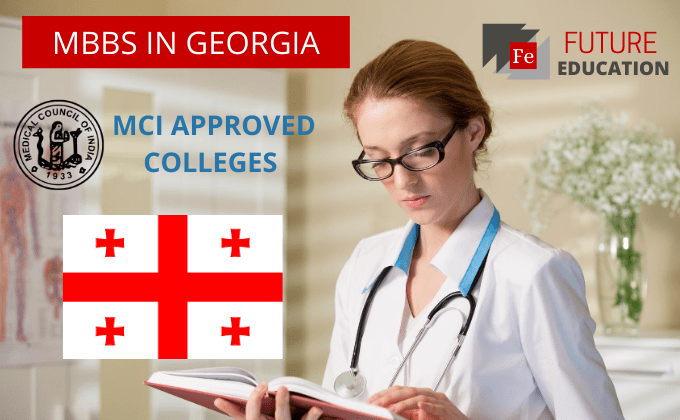 MBBS IN GEORGIA
Fe
FUTURE
EDUCATION
MEDICAL COUNCIL OF INDIA
1933
MCI APPROVED
COLLEGES